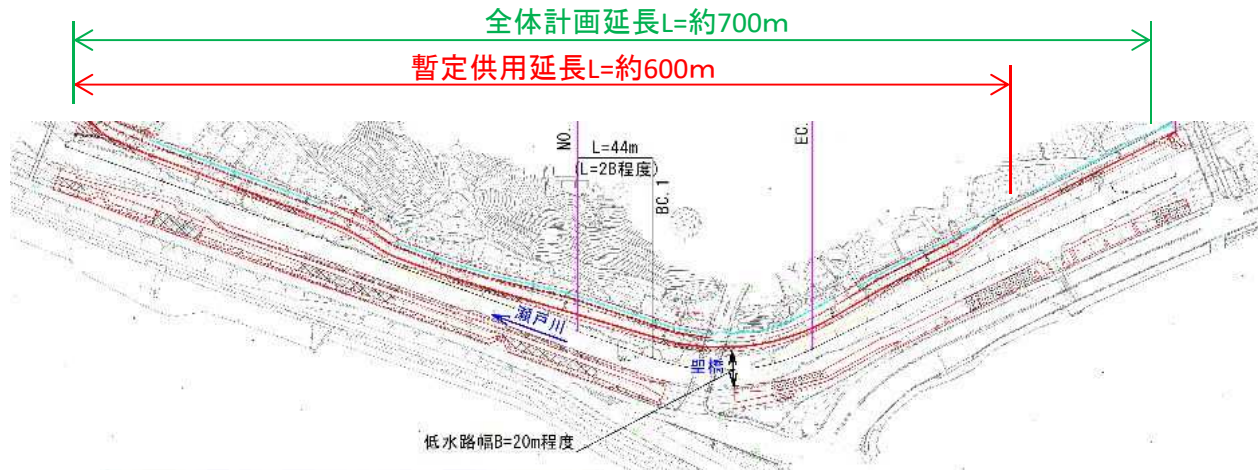 全体計画延長L=約700ｍ
暫定供用延長L=約600ｍ
NO.
L=44m
(L=2B程度)
BC.1
EC.
瀬戸川
低水路幅B=20m程度